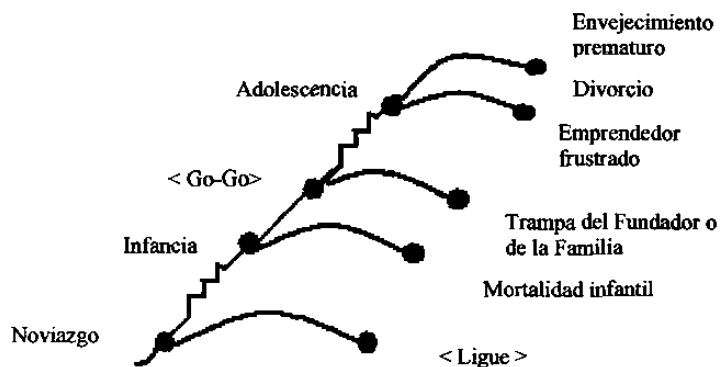 Envejecimiento
prematuro
Adolescencia
Divorcio
Emprendedor
frustrado
< Go-Go>
Trampa del Fundador o
de la Familia
Infancia
Mortalidad infantil
Noviazgo
< Ligue >